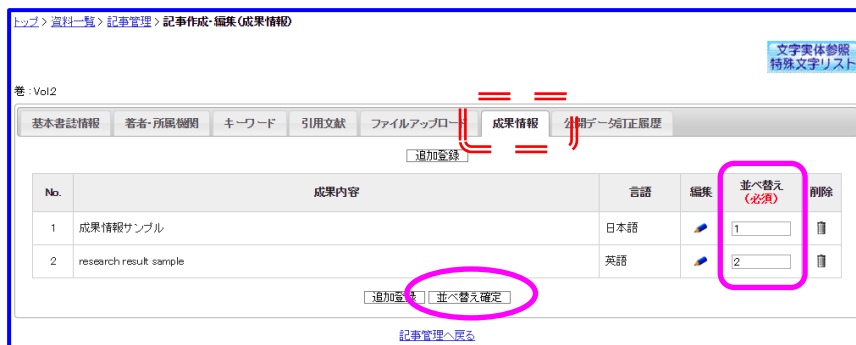 トップ > 資料一覧 > 記事管理 > 記事作成・編集(成果情報)
文字実体参照
特殊文字リスト
巻 : Vol.2
基本書誌情報 著者・所属機関 キーワード 引用文献 ファイルアップロード 成果情報 公開データ訂正履歴
追加登録
No. 成果内容 言語 編集 並べ替え (必須) 削除
1 成果情報サンプル 日本語 1
2 research result sample 英語 2
追加登録 並べ替え確定
記事管理へ戻る